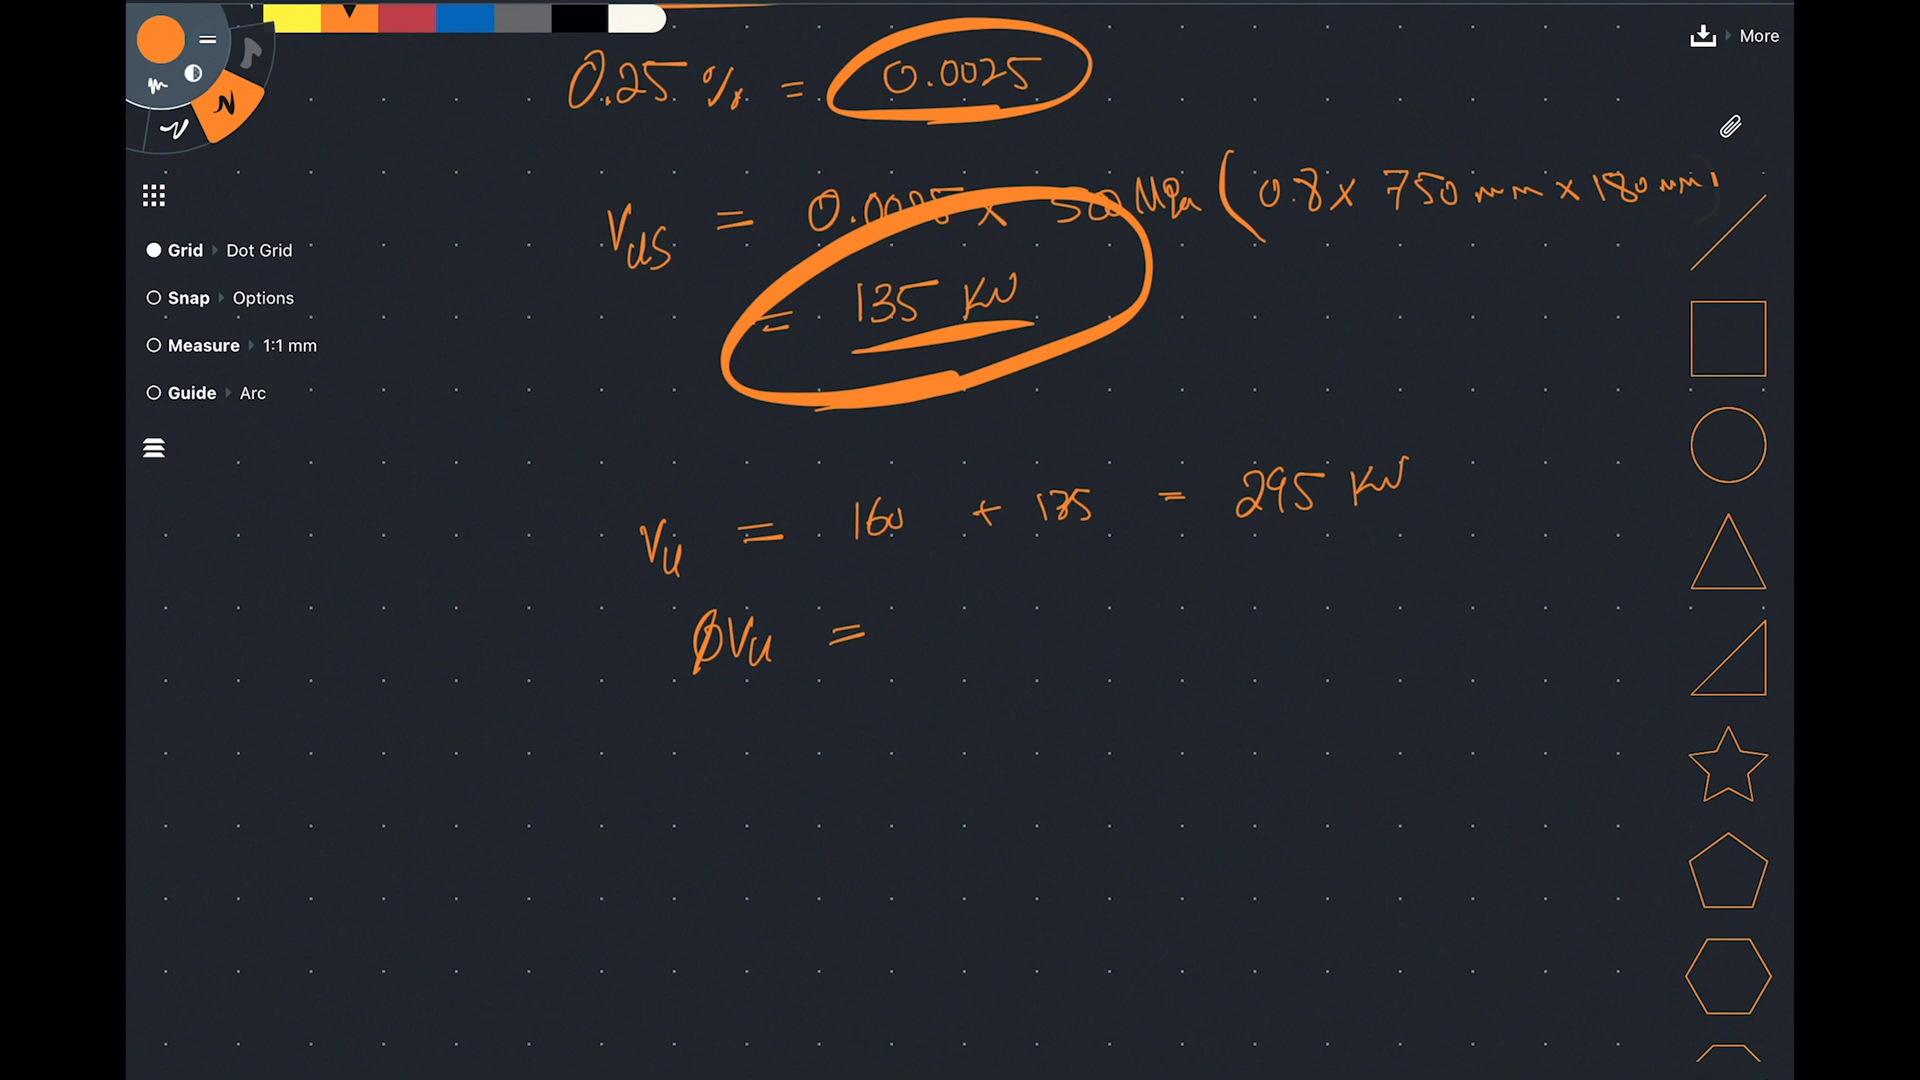 More
0.25 % = 0.0025
Vus = 0.0025 x 500 MPa (0.8 x 750 mm x 180 mm)
= 135 KN
Grid Dot Grid
Snap Options
Measure 1:1 mm
Guide Arc
Vu = 160 + 135 = 295 KN
ØVu =